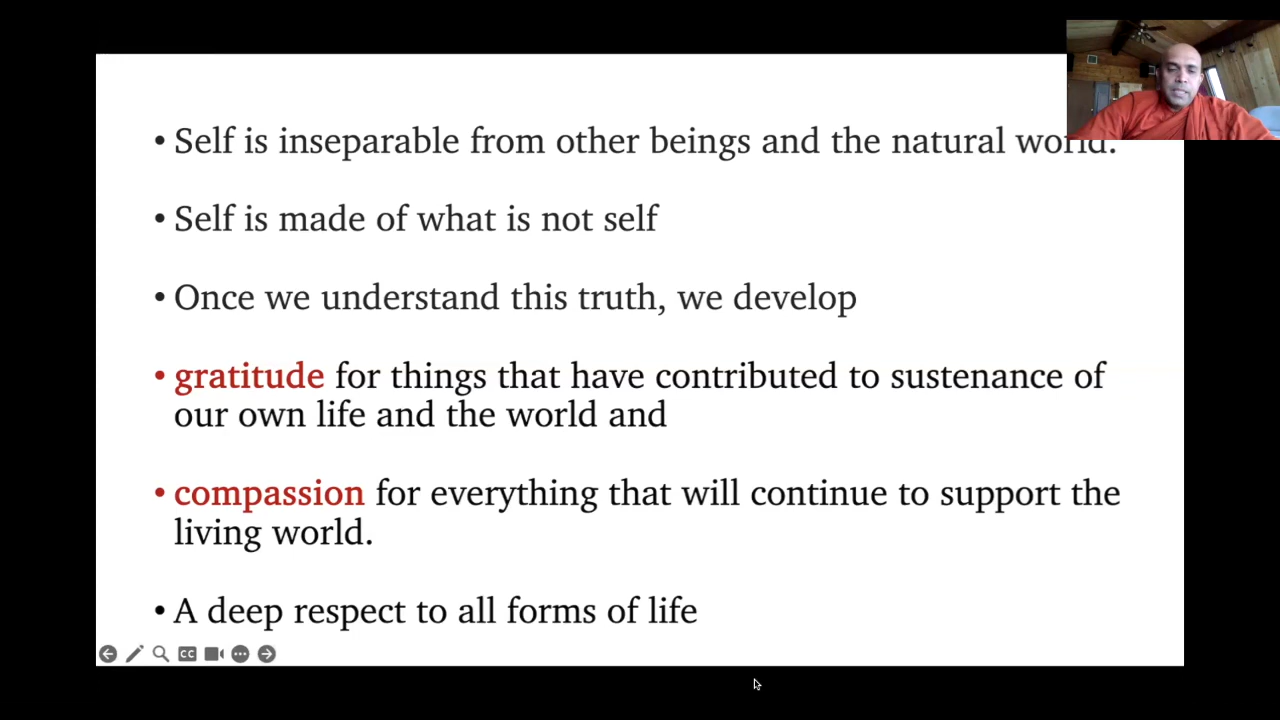 • Self is inseparable from other beings and the natural world.
• Self is made of what is not self
• Once we understand this truth, we develop
• gratitude for things that have contributed to sustenance of
our own life and the world and
• compassion for everything that will continue to support the
living world.
• A deep respect to all forms of life
CC